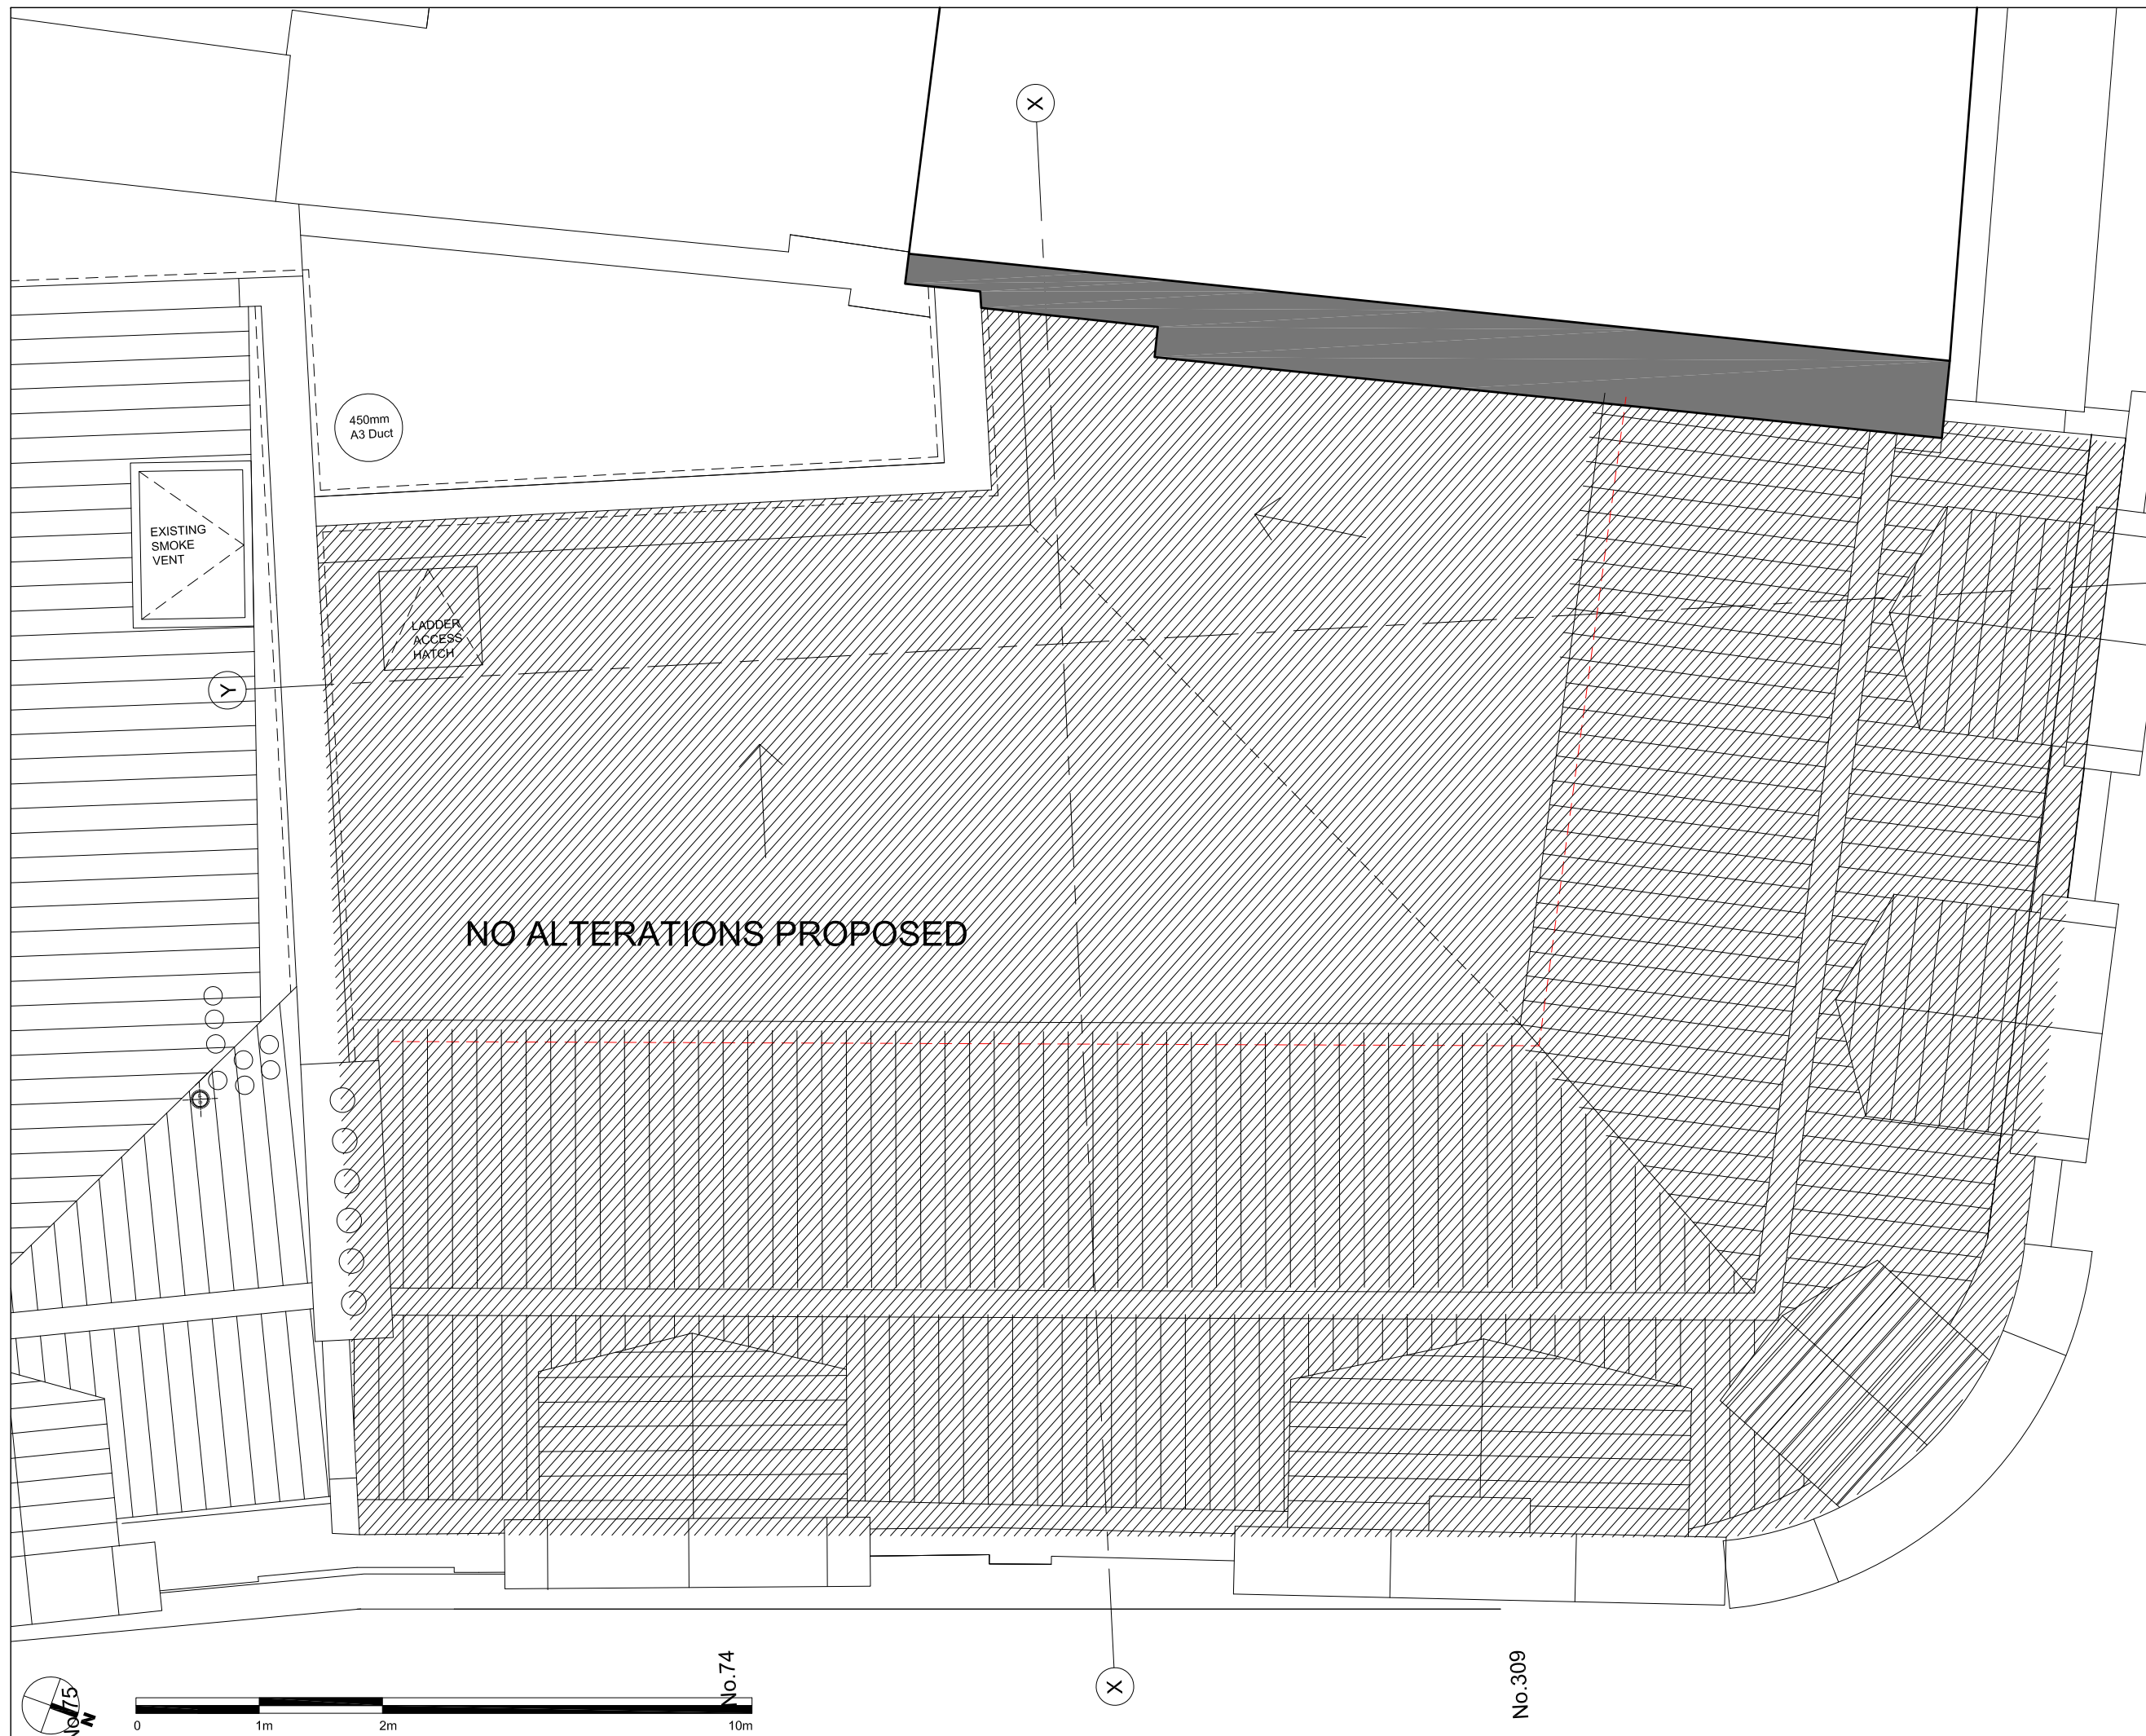 X
450mm
A3 Duct
EXISTING
SMOKE
VENT
LADDER
ACCESS
HATCH
Y
NO ALTERATIONS PROPOSED
No.74
No.309
X
No.75
N
0 1m 2m 10m